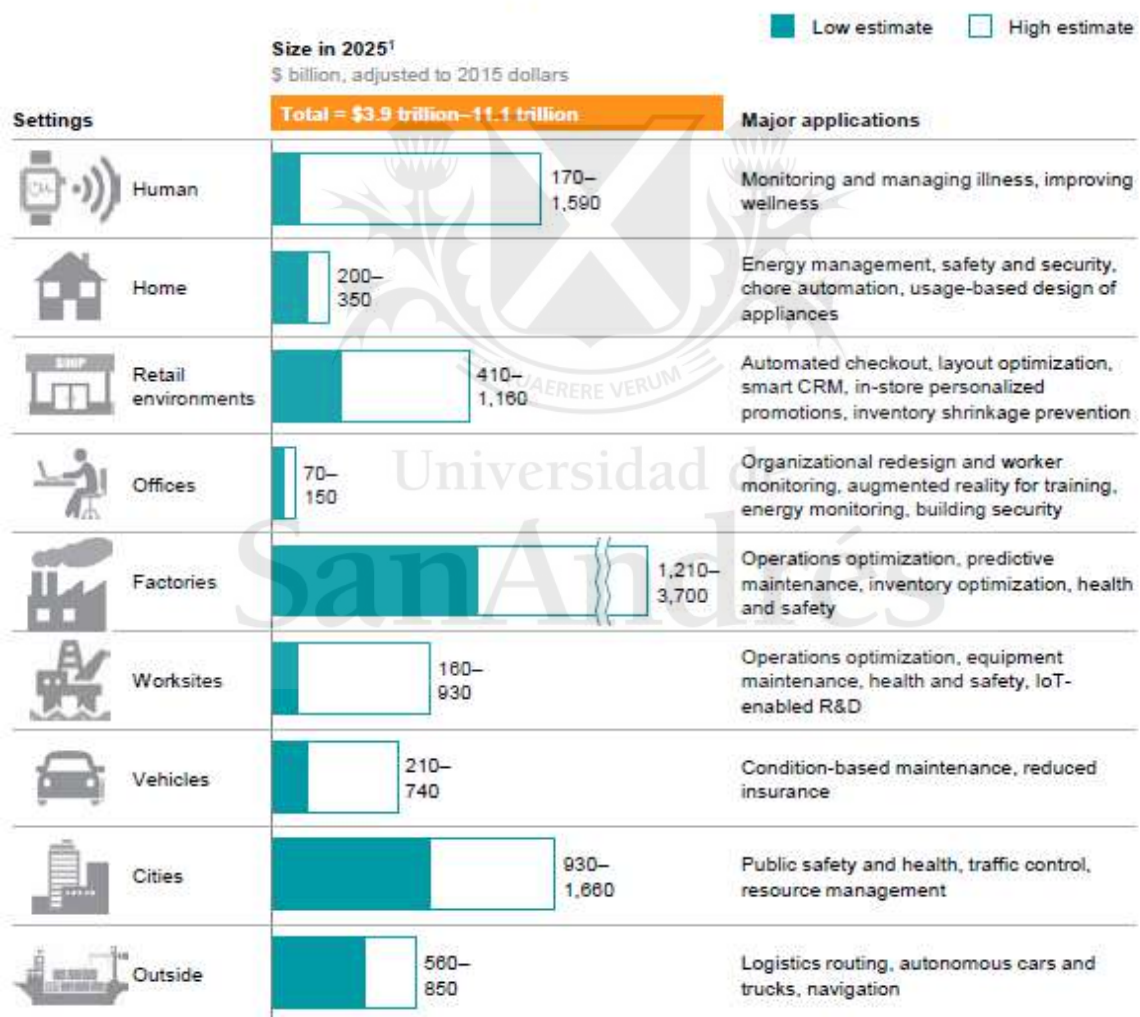 Low estimate High estimate
Size in 2025¹
$ billion, adjusted to 2015 dollars
Settings
Total = $3.9 trillion–11.1 trillion
Major applications
Human
170–
1,590
Monitoring and managing illness, improving
wellness
Home
200–
350
Energy management, safety and security,
chore automation, usage-based design of
appliances
SHOP
Retail
environments
410–
1,160
Automated checkout, layout optimization,
smart CRM, in-store personalized
promotions, inventory shrinkage prevention
Offices
70–
150
Organizational redesign and worker
monitoring, augmented reality for training,
energy monitoring, building security
Factories
1,210–
3,700
Operations optimization, predictive
maintenance, inventory optimization, health
and safety
Worksites
160–
930
Operations optimization, equipment
maintenance, health and safety, IoT-
enabled R&D
Vehicles
210–
740
Condition-based maintenance, reduced
insurance
Cities
930–
1,660
Public safety and health, traffic control,
resource management
Outside
560–
850
Logistics routing, autonomous cars and
trucks, navigation
QUAERERE VERUM
Universidad d
SanAndrés